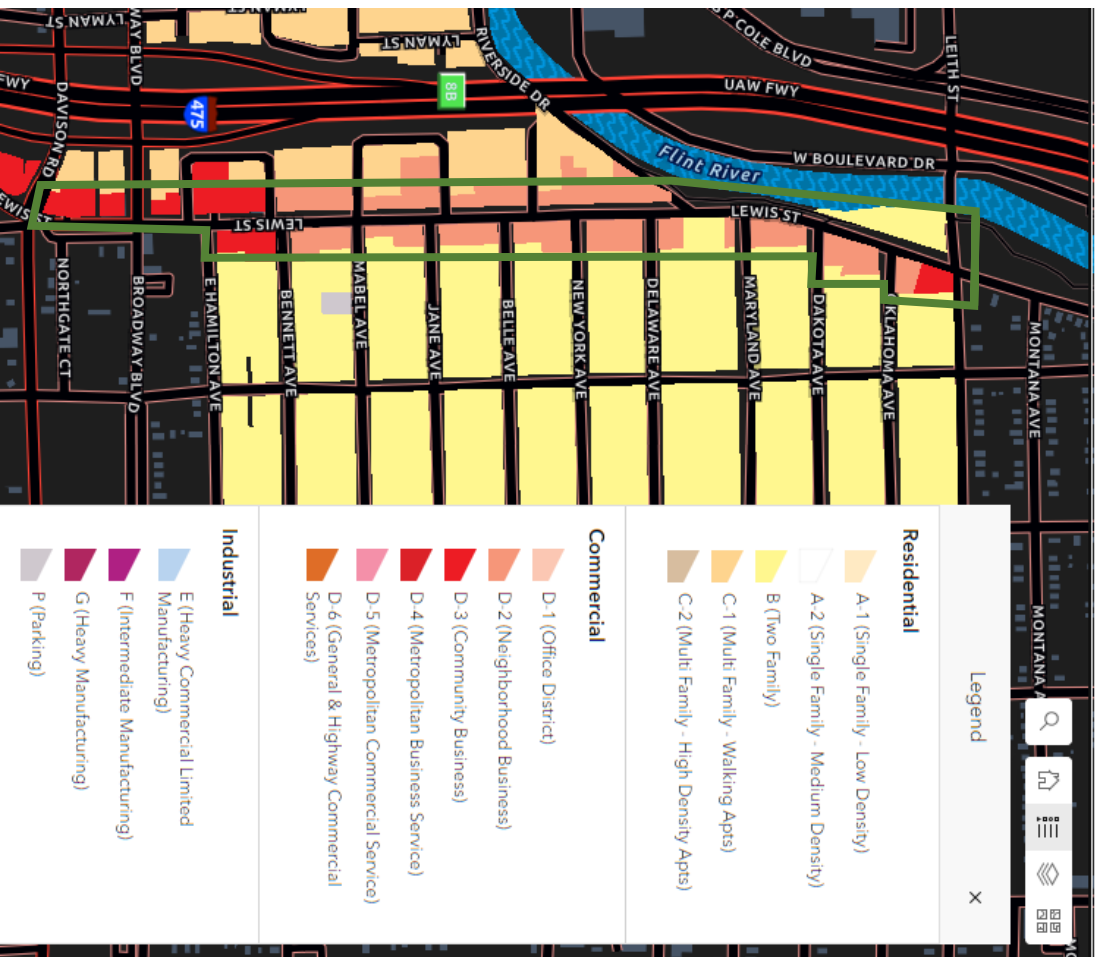 LYMAN ST
WAY BLVD
LYMAN ST
RIVERSIDE DR
S P COLE BLVD
LEITH ST
FWY
DAVISON RD
475
8B
UAW FWY
Flint River
W BOULEVARD DR
LEWIS ST
LEWIS ST
LEWIS ST
NORTHGATE CT
BROADWAY BLVD
E HAMILTON AVE
BENNETT AVE
MABEL AVE
JANE AVE
BELLE AVE
NEW YORK AVE
DELAWARE AVE
MARYLAND AVE
DAKOTA AVE
KLAHOMA AVE
MONTANA AVE
MONTANA A
Legend
Residential
A-1 (Single Family - Low Density)
A-2 (Single Family - Medium Density)
B (Two Family)
C-1 (Multi Family - Walking Apts)
C-2 (Multi Family - High Density Apts)
Commercial
D-1 (Office District)
D-2 (Neighborhood Business)
D-3 (Community Business)
D-4 (Metropolitan Business Service)
D-5 (Metropolitan Commercial Service)
D-6 (General & Highway Commercial
Services)
Industrial
E (Heavy Commercial Limited
Manufacturing)
F (Intermediate Manufacturing)
G (Heavy Manufacturing)
P (Parking)